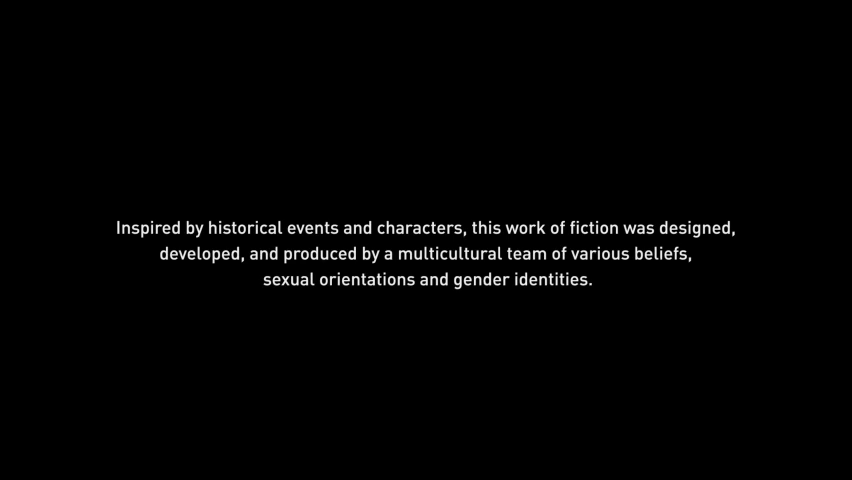 Inspired by historical events and characters, this work of fiction was designed,
developed, and produced by a multicultural team of various beliefs,
sexual orientations and gender identities.